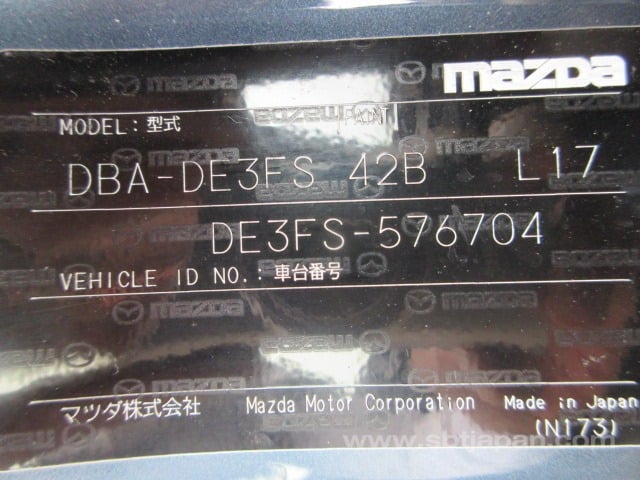 mazda
PAINT
MODEL: 型式
DBA-DE3FS 42B L17
DE3FS-576704
VEHICLE ID NO.: 車台番号
マツダ株式会社 Mazda Motor Corporation Made in Japan
(N173)
www.sbtjapan.com